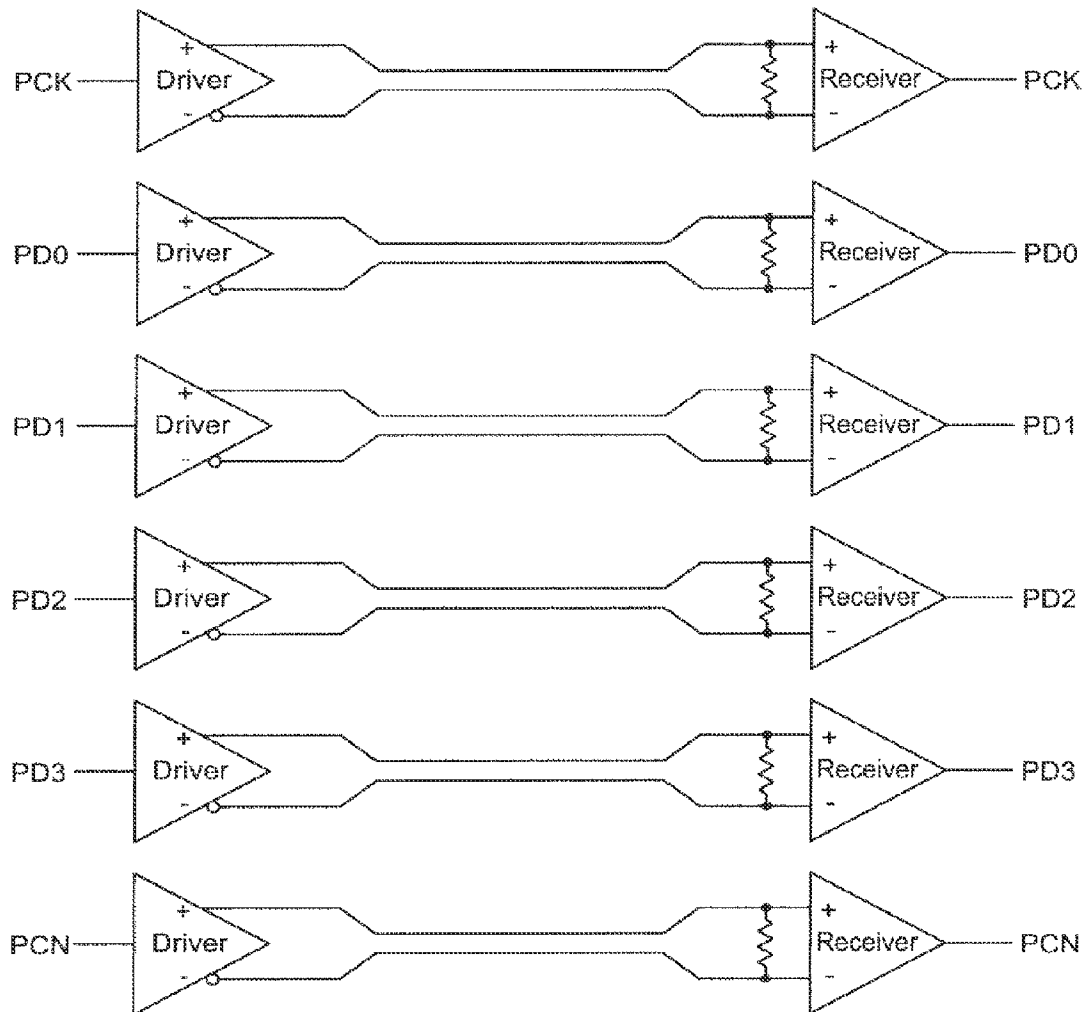 PCK
+
Driver
-
+
Receiver
-
PCK
PD0
+
Driver
-
+
Receiver
-
PD0
PD1
+
Driver
-
+
Receiver
-
PD1
PD2
+
Driver
-
+
Receiver
-
PD2
PD3
+
Driver
-
+
Receiver
-
PD3
PCN
+
Driver
-
+
Receiver
-
PCN